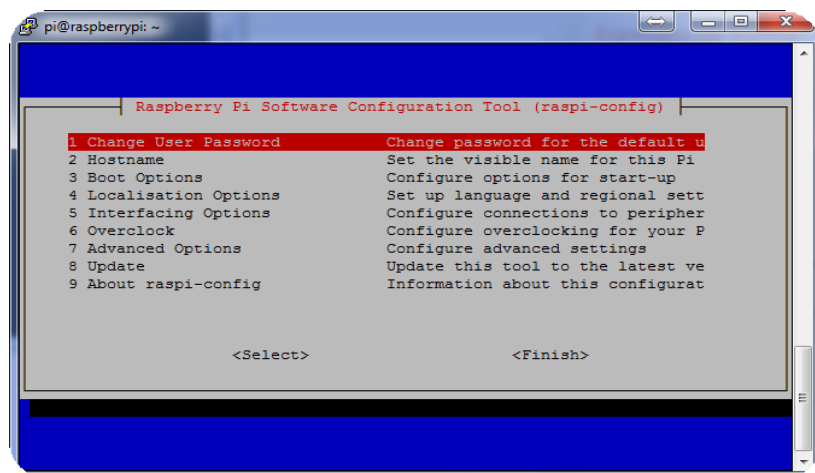 pi@raspberrypi: ~
Raspberry Pi Software Configuration Tool (raspi-config)
1 Change User Password Change password for the default u
2 Hostname Set the visible name for this Pi
3 Boot Options Configure options for start-up
4 Localisation Options Set up language and regional sett
5 Interfacing Options Configure connections to peripher
6 Overclock Configure overclocking for your P
7 Advanced Options Configure advanced settings
8 Update Update this tool to the latest ve
9 About raspi-config Information about this configurat
<Select> <Finish>